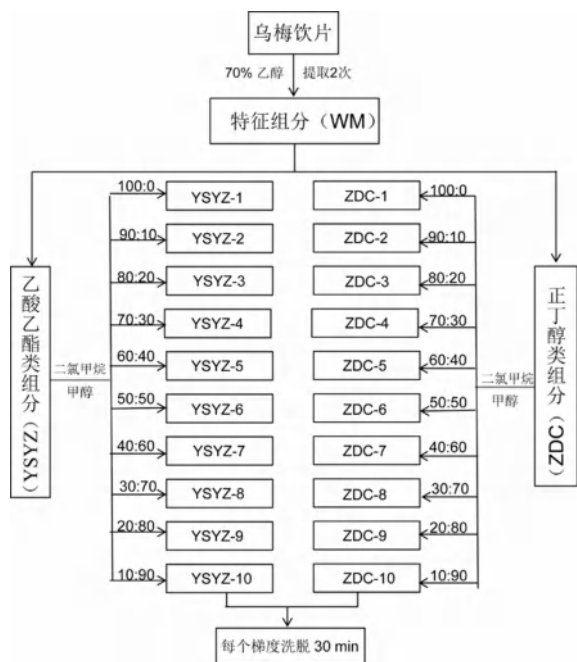 乌梅饮片
70% 乙醇 提取2次
特征组分（WM）
100:0 YSYZ-1 ZDC-1 100:0
90:10 YSYZ-2 ZDC-2 90:10
80:20 YSYZ-3 ZDC-3 80:20
70:30 YSYZ-4 ZDC-4 70:30
60:40 YSYZ-5 ZDC-5 60:40
50:50 YSYZ-6 ZDC-6 50:50
40:60 YSYZ-7 ZDC-7 40:60
30:70 YSYZ-8 ZDC-8 30:70
20:80 YSYZ-9 ZDC-9 20:80
10:90 YSYZ-10 ZDC-10 10:90
乙酸乙酯类组分（YSYZ）
二氯甲烷
甲醇
二氯甲烷
甲醇
正丁醇类组分（ZDC）
每个梯度洗脱 30 min